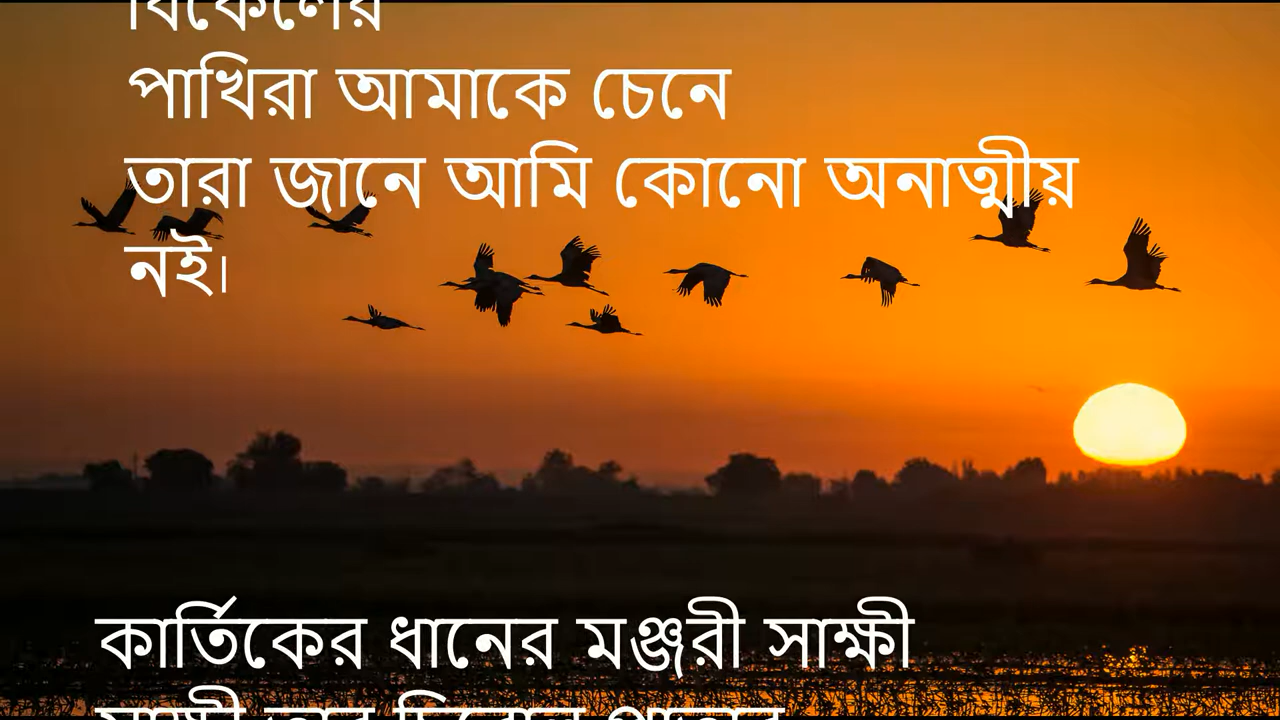 বিকেলের
পাখিরা আমাকে চেনে
তারা জানে আমি কোনো অনাত্মীয়
নই।
কার্তিকের ধানের মঞ্জরী সাক্ষী
সাক্ষী তার চিরোল পাতার